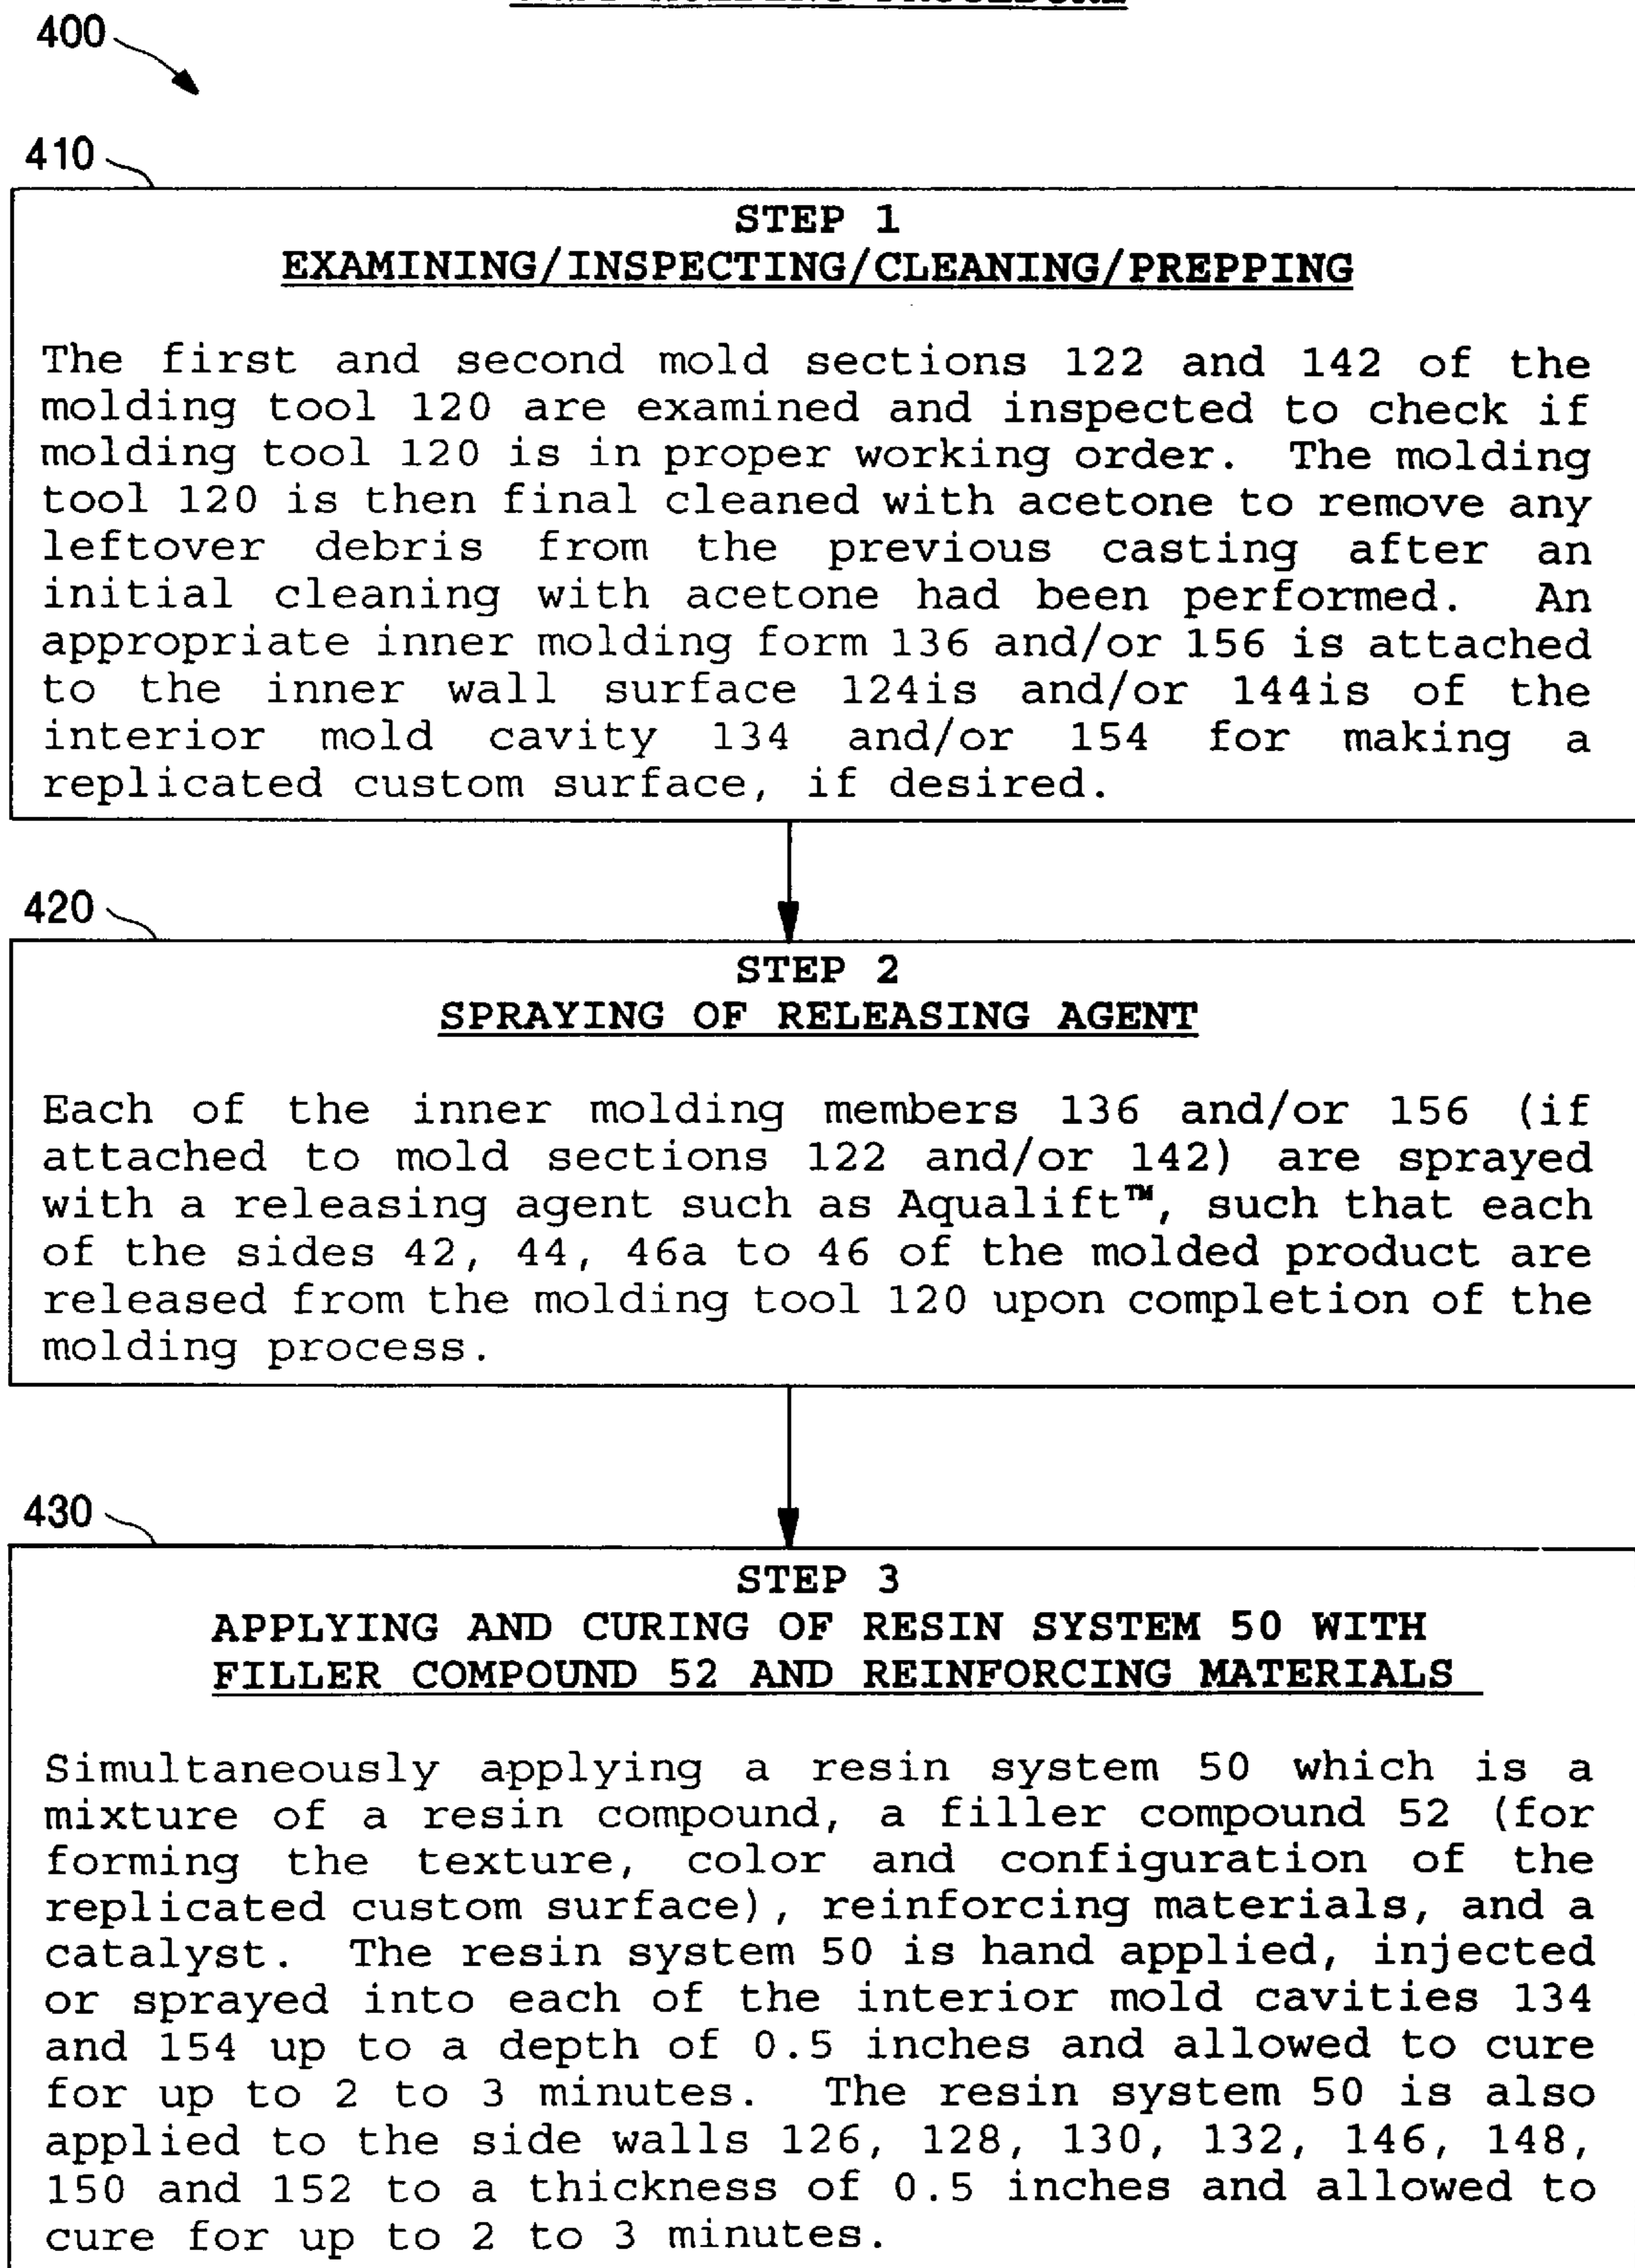 400
410
STEP 1
EXAMINING/INSPECTING/CLEANING/PREPPING
The first and second mold sections 122 and 142 of the
molding tool 120 are examined and inspected to check if
molding tool 120 is in proper working order. The molding
tool 120 is then final cleaned with acetone to remove any
leftover debris from the previous casting after an
initial cleaning with acetone had been performed. An
appropriate inner molding form 136 and/or 156 is attached
to the inner wall surface 124is and/or 144is of the
interior mold cavity 134 and/or 154 for making a
replicated custom surface, if desired.
420
STEP 2
SPRAYING OF RELEASING AGENT
Each of the inner molding members 136 and/or 156 (if
attached to mold sections 122 and/or 142) are sprayed
with a releasing agent such as Aqualift™, such that each
of the sides 42, 44, 46a to 46 of the molded product are
released from the molding tool 120 upon completion of the
molding process.
430
STEP 3
APPLYING AND CURING OF RESIN SYSTEM 50 WITH
FILLER COMPOUND 52 AND REINFORCING MATERIALS
Simultaneously applying a resin system 50 which is a
mixture of a resin compound, a filler compound 52 (for
forming the texture, color and configuration of the
replicated custom surface), reinforcing materials, and a
catalyst. The resin system 50 is hand applied, injected
or sprayed into each of the interior mold cavities 134
and 154 up to a depth of 0.5 inches and allowed to cure
for up to 2 to 3 minutes. The resin system 50 is also
applied to the side walls 126, 128, 130, 132, 146, 148,
150 and 152 to a thickness of 0.5 inches and allowed to
cure for up to 2 to 3 minutes.